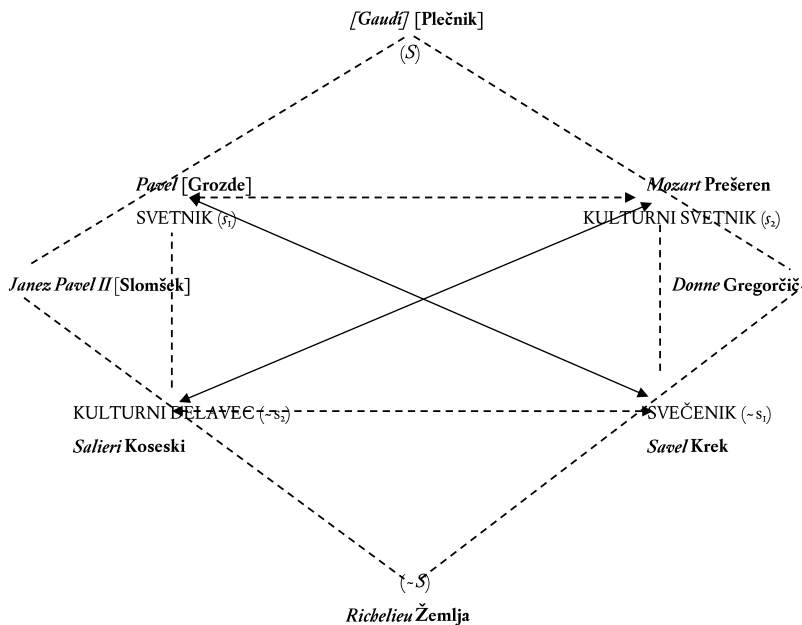 [Gaudí] [Plečnik]
(S)
Pavel [Grozde]
Mozart Prešeren
SVETNIK (s₁)
KULTURNI SVETNIK (s₂)
Janez Pavel II [Slomšek]
Donne Gregorčič
KULTURNI DELAVEC (~s₂)
SVEČENIK (~s₁)
Salieri Koseski
Savel Krek
(~S)
Richelieu Žemlja